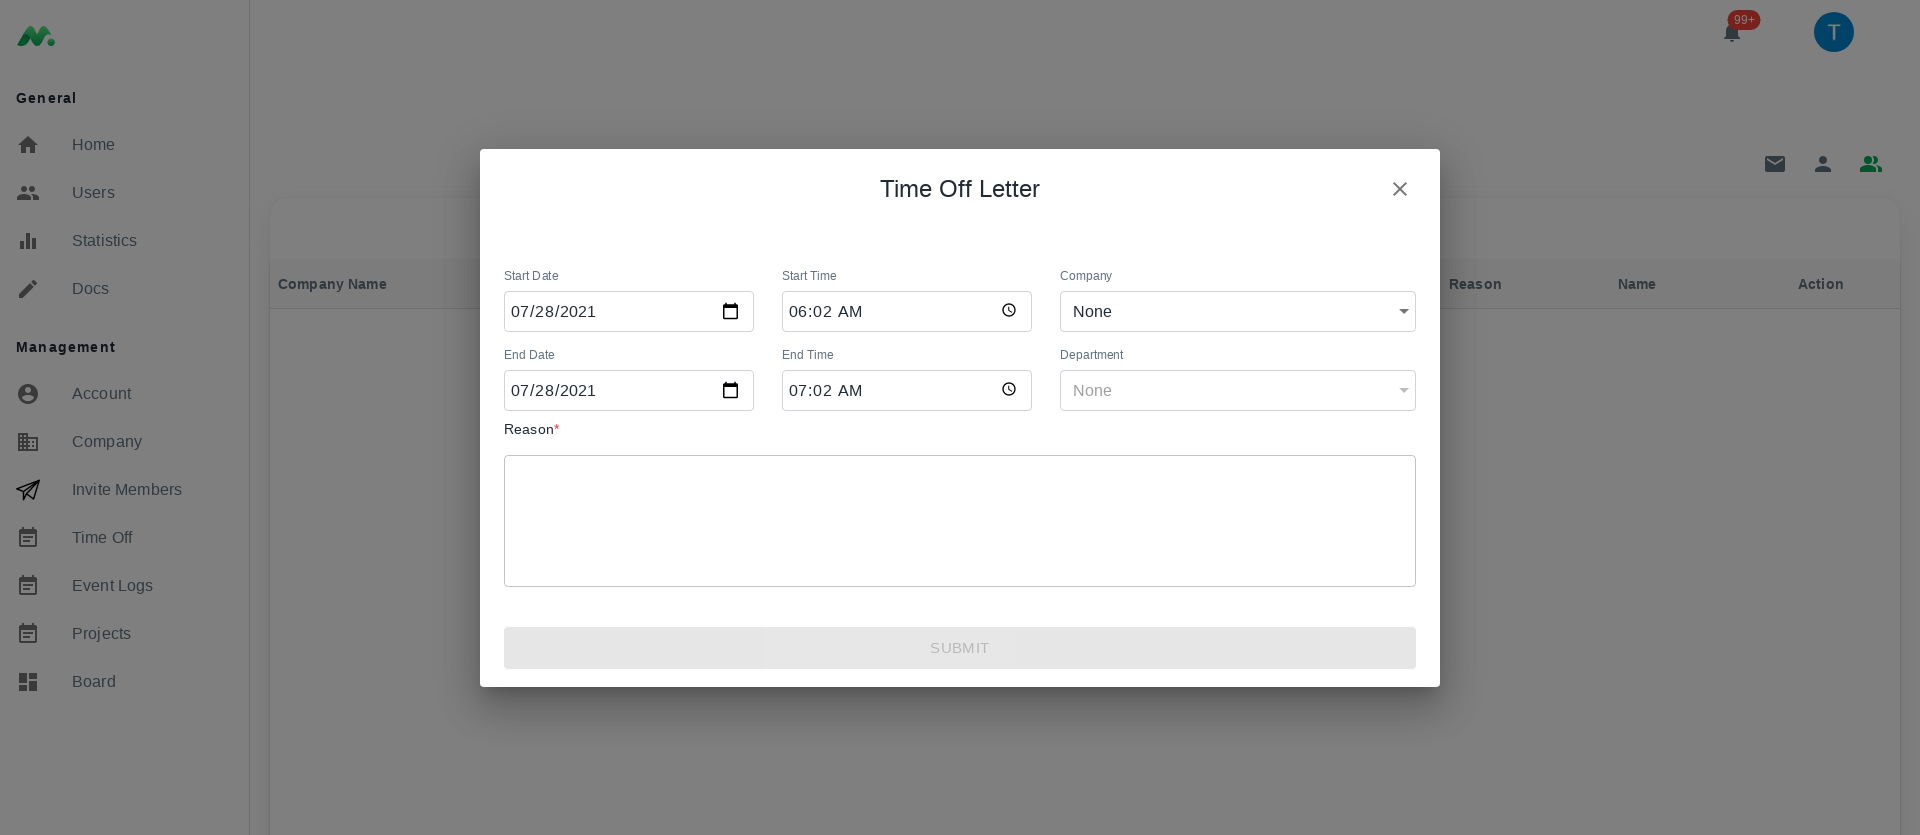 99+
T
General
Home
Users
Statistics
Docs
Management
Account
Company
Invite Members
Time Off
Event Logs
Projects
Board
Company Name
Reason
Name
Action
Time Off Letter
Start Date
Start Time
Company
07/28/2021
06:02 AM
None
End Date
End Time
Department
07/28/2021
07:02 AM
None
Reason*
SUBMIT